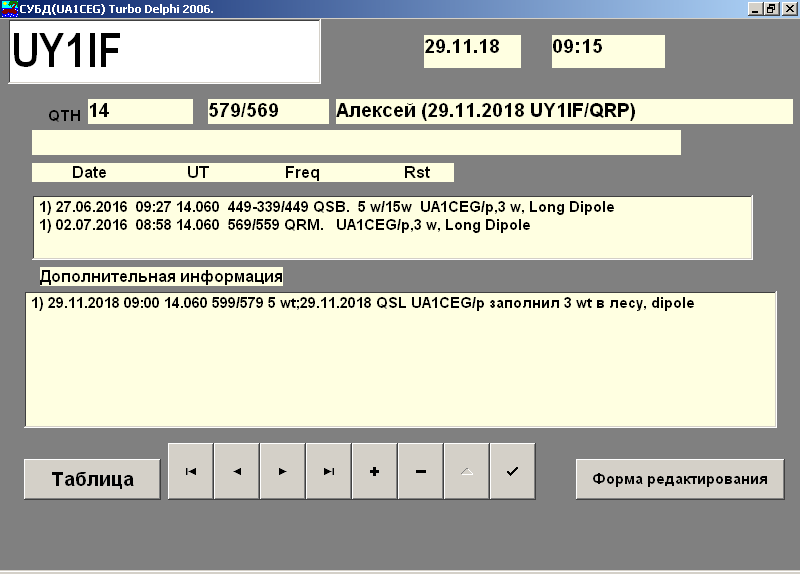 СУБД(UA1CEG) Turbo Delphi 2006.
UY1IF
29.11.18 09:15
QTH 14 579/569 Алексей (29.11.2018 UY1IF/QRP)
Date UT Freq Rst
1) 27.06.2016 09:27 14.060 449-339/449 QSB. 5 w/15w UA1CEG/p,3 w, Long Dipole
1) 02.07.2016 08:58 14.060 569/559 QRM. UA1CEG/p,3 w, Long Dipole
Дополнительная информация
1) 29.11.2018 09:00 14.060 599/579 5 wt;29.11.2018 QSL UA1CEG/p заполнил 3 wt в лесу, dipole
Таблица Форма редактирования